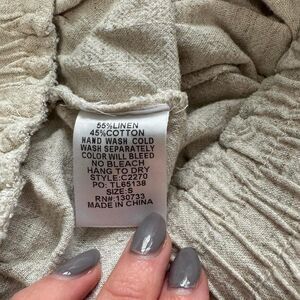 55%LINEN
45%COTTON
HAND WASH COLD
WASH SEPARATELY
COLOR WILL BLEED
NO BLEACH
HANG TO DRY
STYLE:C2270
PO: TL65138
SIZE:S
RN#:130733
MADE IN CHINA